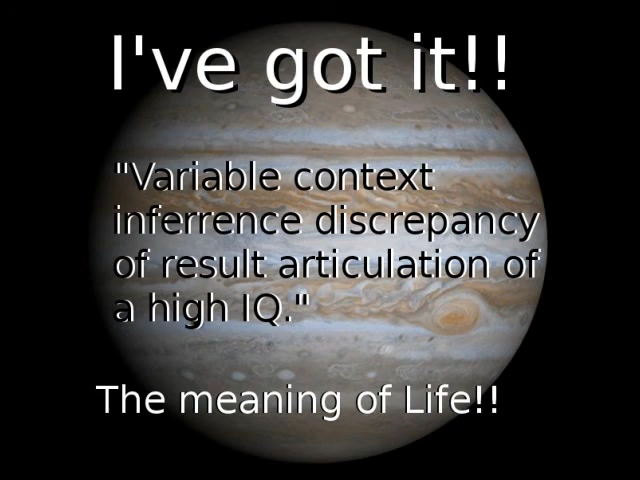 I've got it!!
"Variable context
inferrence discrepancy
of result articulation of
a high IQ."
The meaning of Life!!